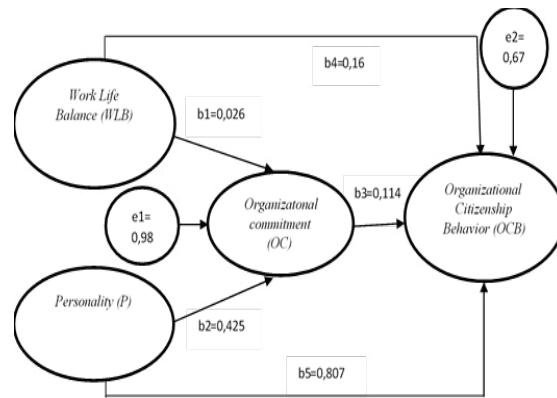 e2=
0,67
b4=0,16
Work Life
Balance (WLB)
b1=0,026
b3=0,114
Organizatonal
commitment
(OC)
Organizational
Citizenship
Behavior (OCB)
e1=
0,98
Personality (P)
b2=0,425
b5=0,807